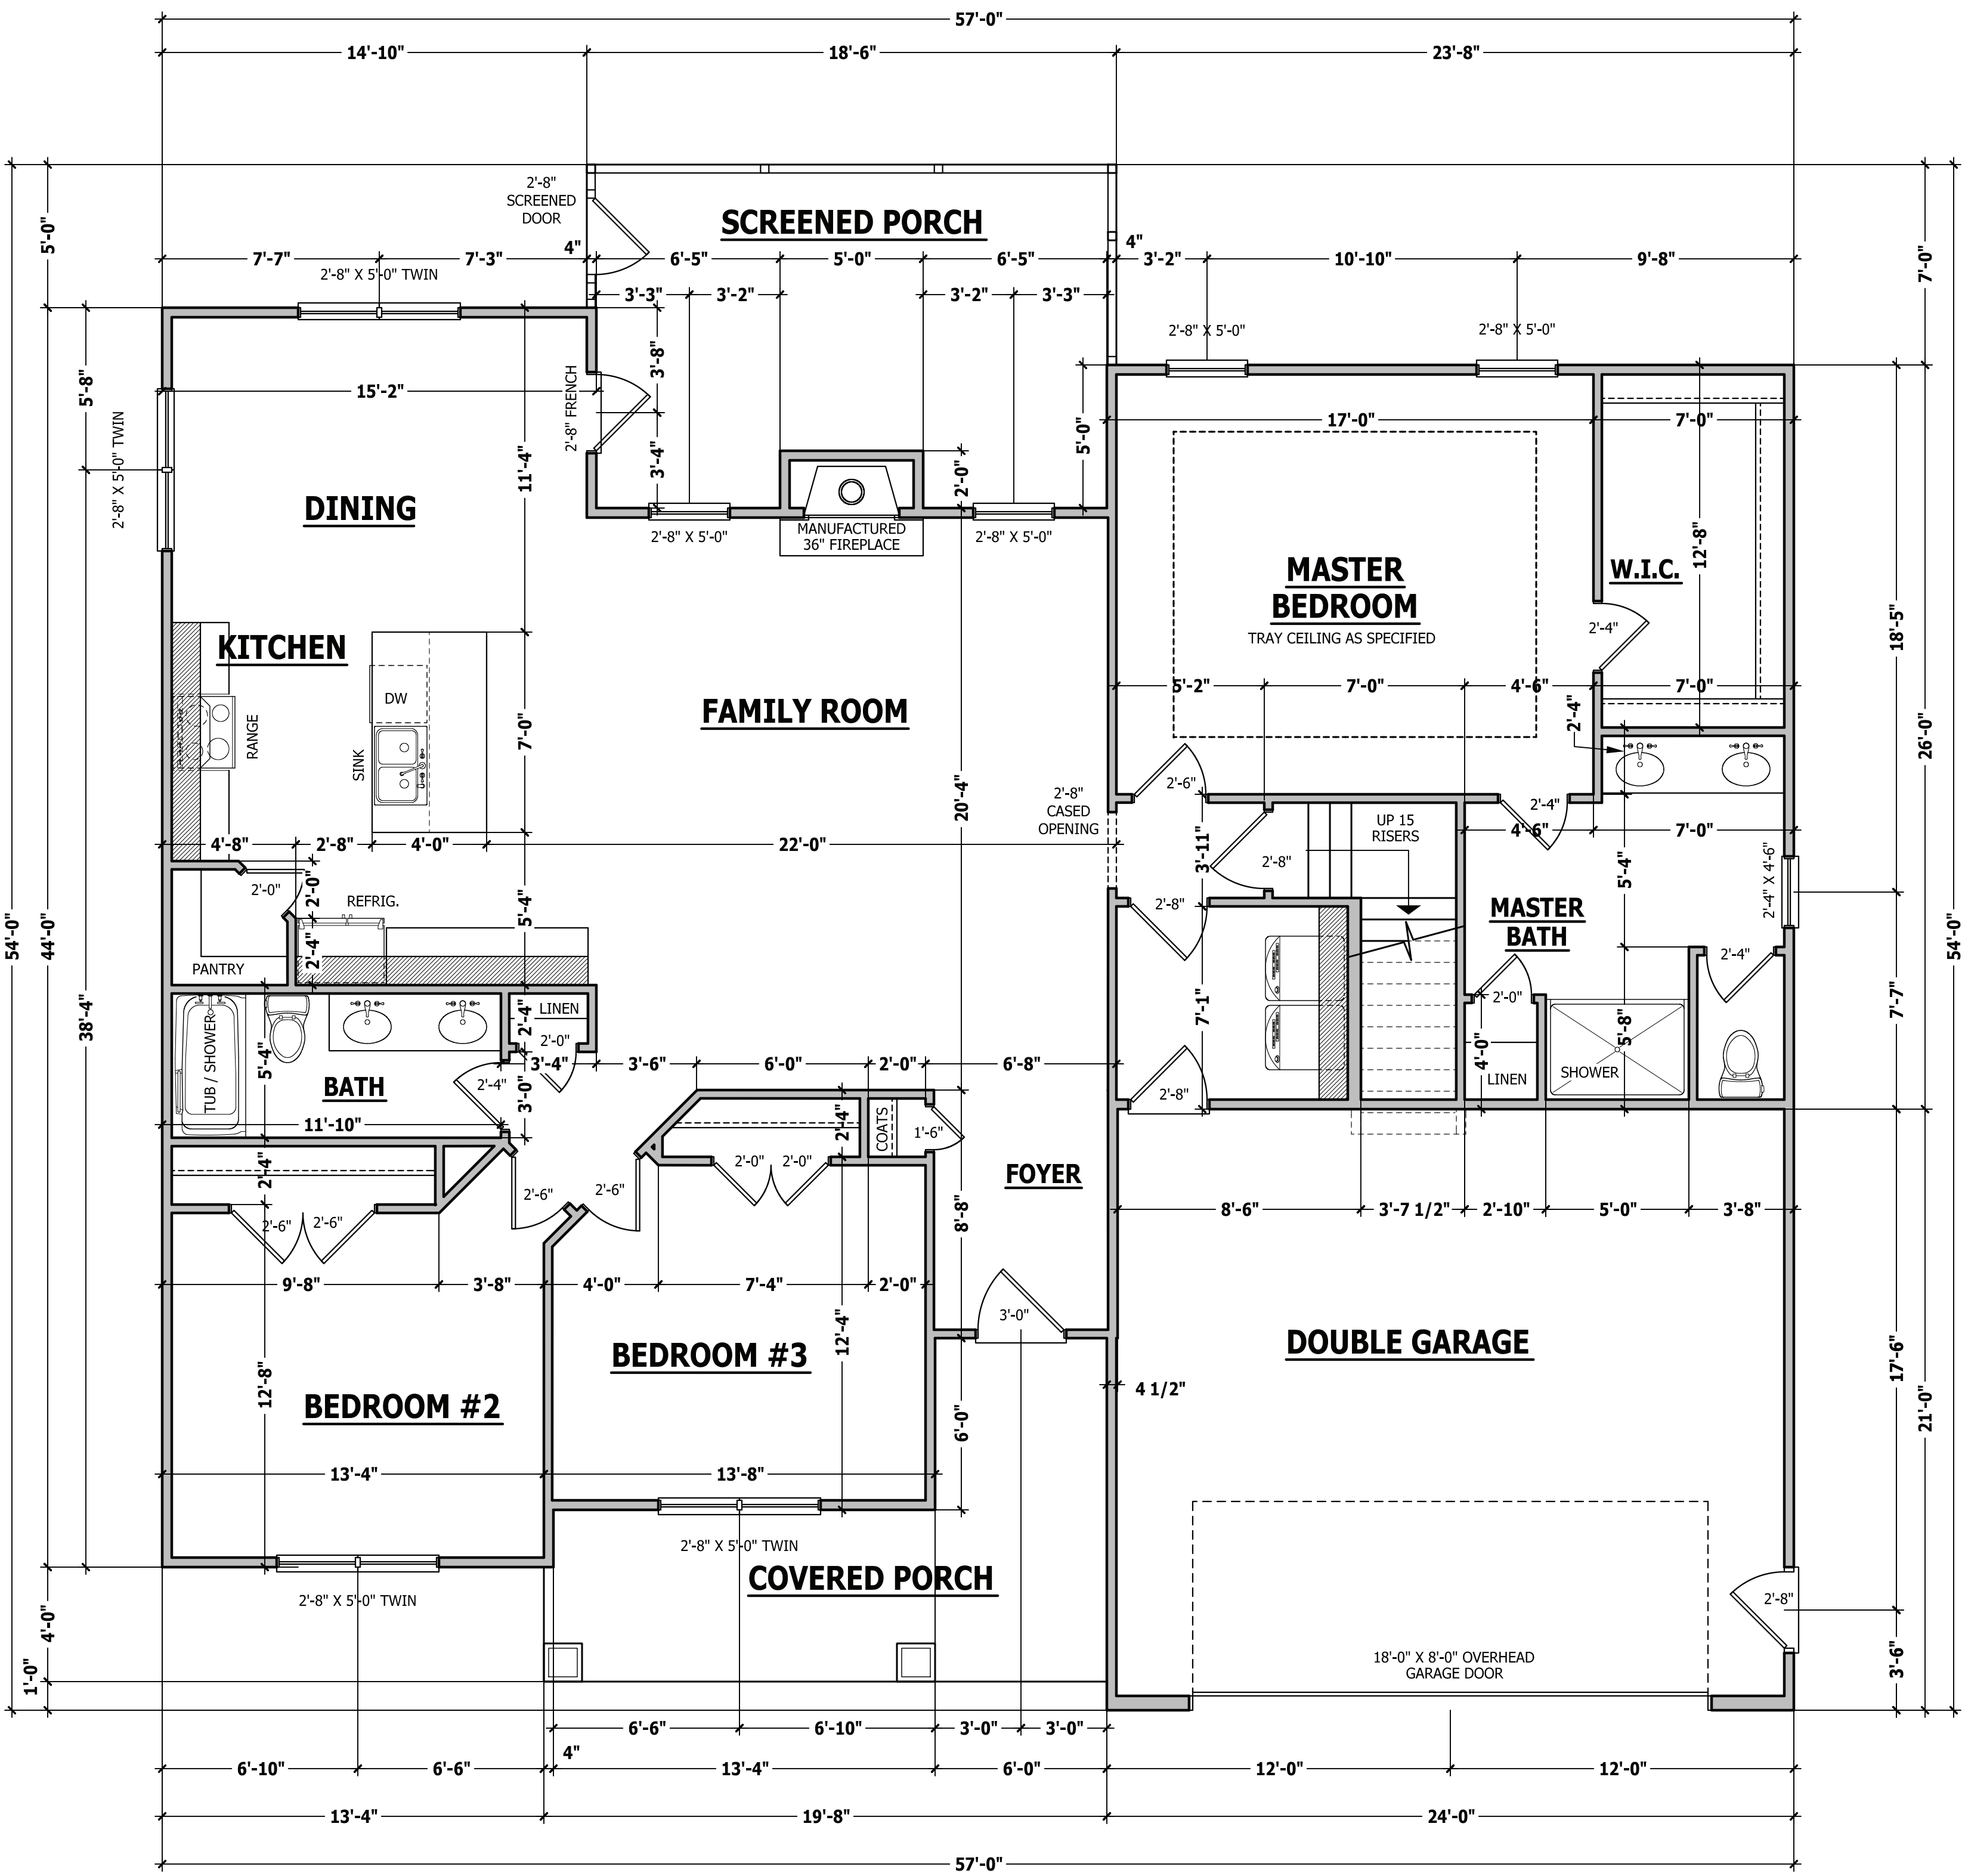 57'-0"
14'-10"
18'-6"
23'-8"
2'-8"
SCREENED
DOOR
SCREENED PORCH
5'-0"
7'-0"
4"
4"
7'-7"
7'-3"
6'-5"
5'-0"
6'-5"
3'-2"
10'-10"
9'-8"
2'-8" X 5'-0" TWIN
3'-3"
3'-2"
3'-2"
3'-3"
2'-8" X 5'-0"
2'-8" X 5'-0"
3'-8"
5'-8"
15'-2"
2'-8" FRENCH
17'-0"
7'-0"
5'-0"
2'-8" X 5'-0" TWIN
11'-4"
3'-4"
2'-0"
DINING
MANUFACTURED
36" FIREPLACE
2'-8" X 5'-0"
2'-8" X 5'-0"
12'-8"
MASTER
BEDROOM
TRAY CEILING AS SPECIFIED
W.I.C.
2'-4"
18'-5"
26'-0"
KITCHEN
DW
RANGE
SINK
7'-0"
FAMILY ROOM
5'-2"
7'-0"
4'-6"
7'-0"
2'-4"
20'-4"
2'-8"
CASED
OPENING
2'-6"
2'-4"
UP 15
RISERS
4'-6"
7'-0"
4'-8"
2'-8"
4'-0"
22'-0"
3'-11"
2'-8"
5'-4"
2'-4" X 4'-6"
2'-0"
2'-0"
REFRIG.
5'-4"
2'-8"
MASTER
BATH
54'-0"
44'-0"
54'-0"
2'-4"
PANTRY
2'-4"
7'-7"
38'-4"
TUB / SHOWER
LINEN
2'-4"
2'-0"
7'-1"
2'-0"
5'-8"
4'-0"
5'-4"
3'-4"
3'-6"
6'-0"
2'-0"
6'-8"
LINEN
SHOWER
BATH
2'-4"
3'-0"
2'-8"
11'-10"
2'-4"
COATS
1'-6"
2'-4"
2'-0"
2'-0"
FOYER
2'-6"
2'-6"
2'-6"
2'-6"
8'-8"
8'-6"
3'-7 1/2"
2'-10"
5'-0"
3'-8"
9'-8"
3'-8"
4'-0"
7'-4"
2'-0"
3'-0"
12'-4"
DOUBLE GARAGE
BEDROOM #3
17'-6"
12'-8"
4 1/2"
BEDROOM #2
6'-0"
21'-0"
13'-4"
13'-8"
2'-8" X 5'-0" TWIN
COVERED PORCH
2'-8" X 5'-0" TWIN
2'-8"
4'-0"
18'-0" X 8'-0" OVERHEAD
GARAGE DOOR
3'-6"
1'-0"
6'-6"
6'-10"
3'-0"
3'-0"
4"
6'-10"
6'-6"
13'-4"
6'-0"
12'-0"
12'-0"
13'-4"
19'-8"
24'-0"
57'-0"